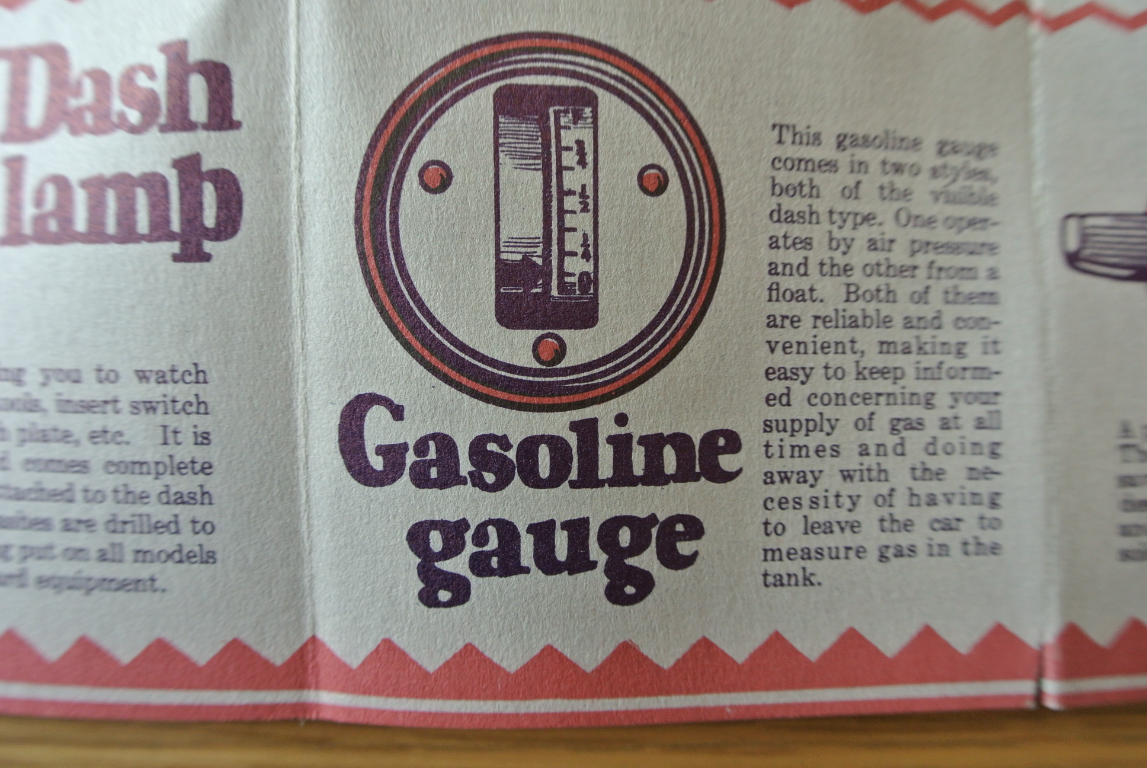 Dash
lamp
you to watch
insert switch
plate, etc. It is
comes complete
to the dash
are drilled to
put on all models
equipment.
Gasoline
gauge
This gasoline gauge
comes in two styles,
both of the visible
dash type. One oper-
ates by air pressure
and the other from a
float. Both of them
are reliable and con-
venient, making it
easy to keep inform-
ed concerning your
supply of gas at all
times and doing
away with the ne-
cessity of having
to leave the car to
measure gas in the
tank.